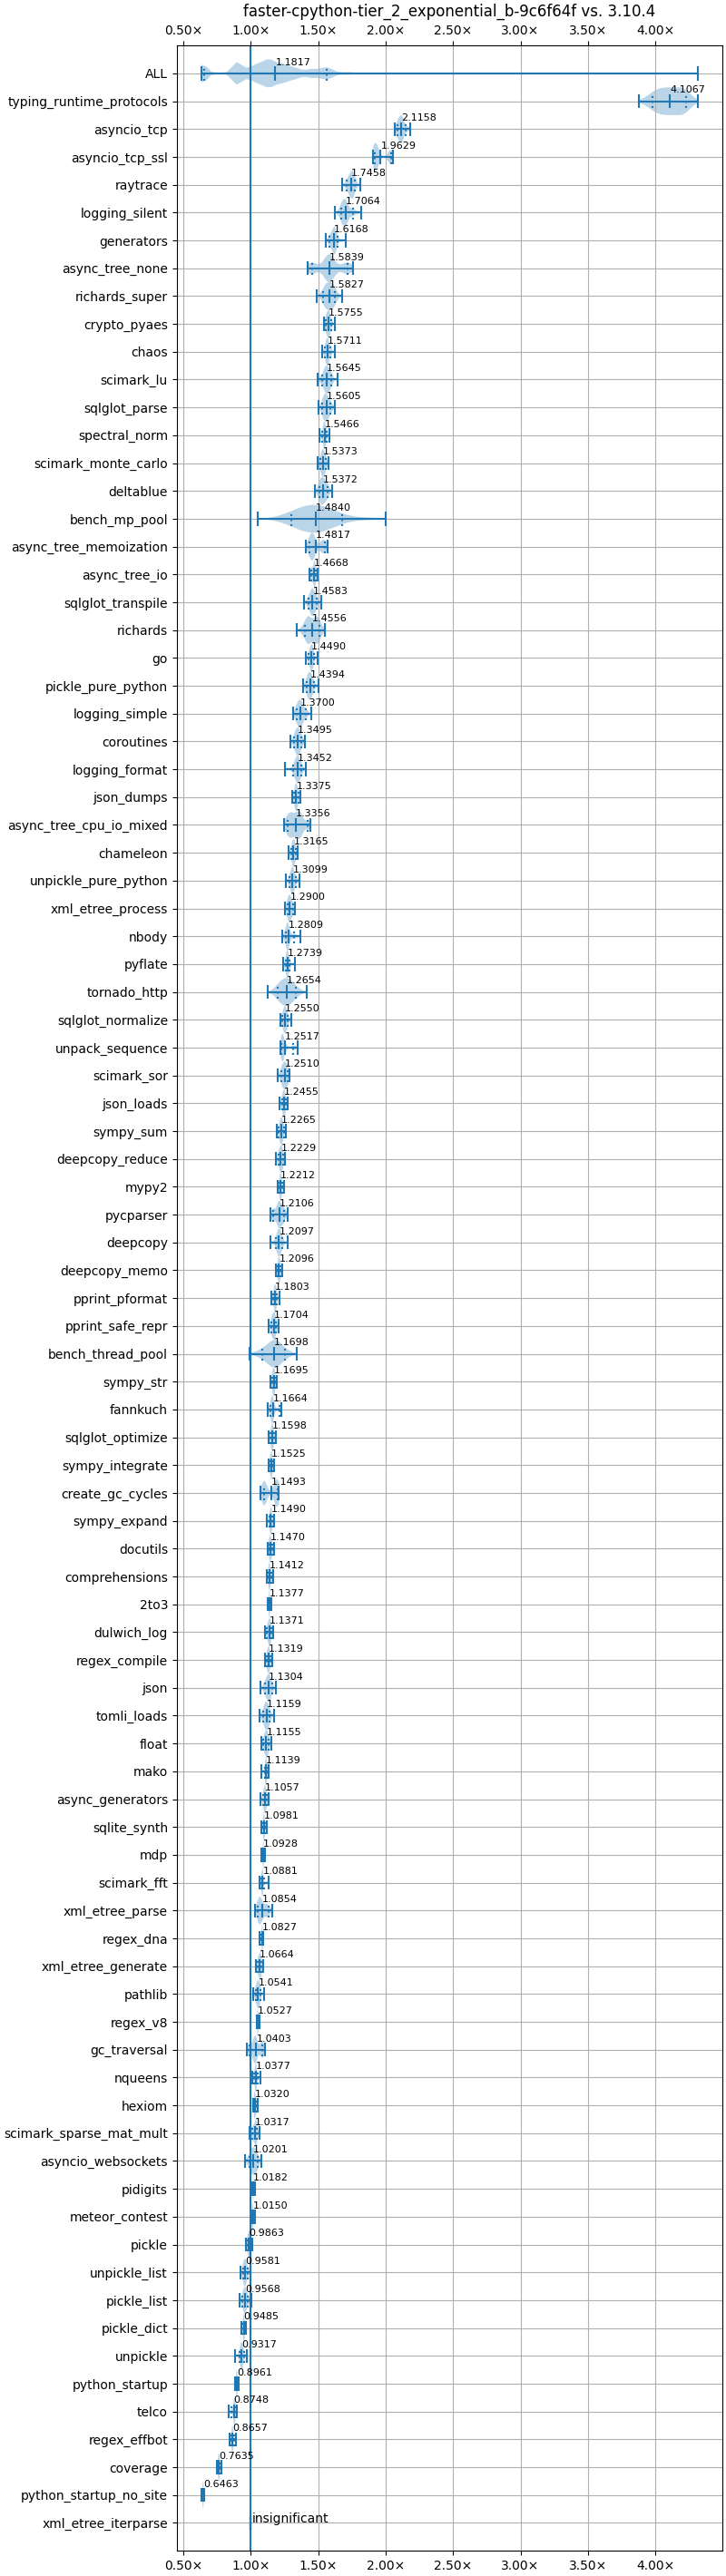 faster-cpython-tier_2_exponential_b-9c6f64f vs. 3.10.4
0.50× 1.00× 1.50× 2.00× 2.50× 3.00× 3.50× 4.00×
ALL 1.1817
typing_runtime_protocols 4.1067
asyncio_tcp 2.1158
asyncio_tcp_ssl 1.9629
raytrace 1.7458
logging_silent 1.7064
generators 1.6168
async_tree_none 1.5839
richards_super 1.5827
crypto_pyaes 1.5755
chaos 1.5711
scimark_lu 1.5645
sqlglot_parse 1.5605
spectral_norm 1.5466
scimark_monte_carlo 1.5373
deltablue 1.5372
bench_mp_pool 1.4840
async_tree_memoization 1.4817
async_tree_io 1.4668
sqlglot_transpile 1.4583
richards 1.4556
go 1.4490
pickle_pure_python 1.4394
logging_simple 1.3700
coroutines 1.3495
logging_format 1.3452
json_dumps 1.3375
async_tree_cpu_io_mixed 1.3356
chameleon 1.3165
unpickle_pure_python 1.3099
xml_etree_process 1.2900
nbody 1.2809
pyflate 1.2739
tornado_http 1.2654
sqlglot_normalize 1.2550
unpack_sequence 1.2517
scimark_sor 1.2510
json_loads 1.2455
sympy_sum 1.2265
deepcopy_reduce 1.2229
mypy2 1.2212
pycparser 1.2106
deepcopy 1.2097
deepcopy_memo 1.2096
pprint_pformat 1.1803
pprint_safe_repr 1.1704
bench_thread_pool 1.1698
sympy_str 1.1695
fannkuch 1.1664
sqlglot_optimize 1.1598
sympy_integrate 1.1525
create_gc_cycles 1.1493
sympy_expand 1.1490
docutils 1.1470
comprehensions 1.1412
2to3 1.1377
dulwich_log 1.1371
regex_compile 1.1319
json 1.1304
tomli_loads 1.1159
float 1.1155
mako 1.1139
async_generators 1.1057
sqlite_synth 1.0981
mdp 1.0928
scimark_fft 1.0881
xml_etree_parse 1.0854
regex_dna 1.0827
xml_etree_generate 1.0664
pathlib 1.0541
regex_v8 1.0527
gc_traversal 1.0403
nqueens 1.0377
hexiom 1.0320
scimark_sparse_mat_mult 1.0317
asyncio_websockets 1.0201
pidigits 1.0182
meteor_contest 1.0150
pickle 0.9863
unpickle_list 0.9581
pickle_list 0.9568
pickle_dict 0.9485
unpickle 0.9317
python_startup 0.8961
telco 0.8748
regex_effbot 0.8657
coverage 0.7635
python_startup_no_site 0.6463
xml_etree_iterparse insignificant
0.50× 1.00× 1.50× 2.00× 2.50× 3.00× 3.50× 4.00×